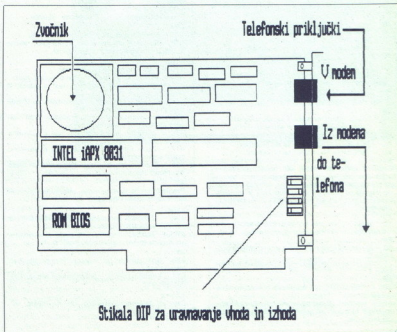 Zvočnik
Telefonski priključki
V modem
Iz modema
do te-
lefona
INTEL iAPX 8031
ROM BIOS
Stikala DIP za uravnavanje vhoda in izhoda